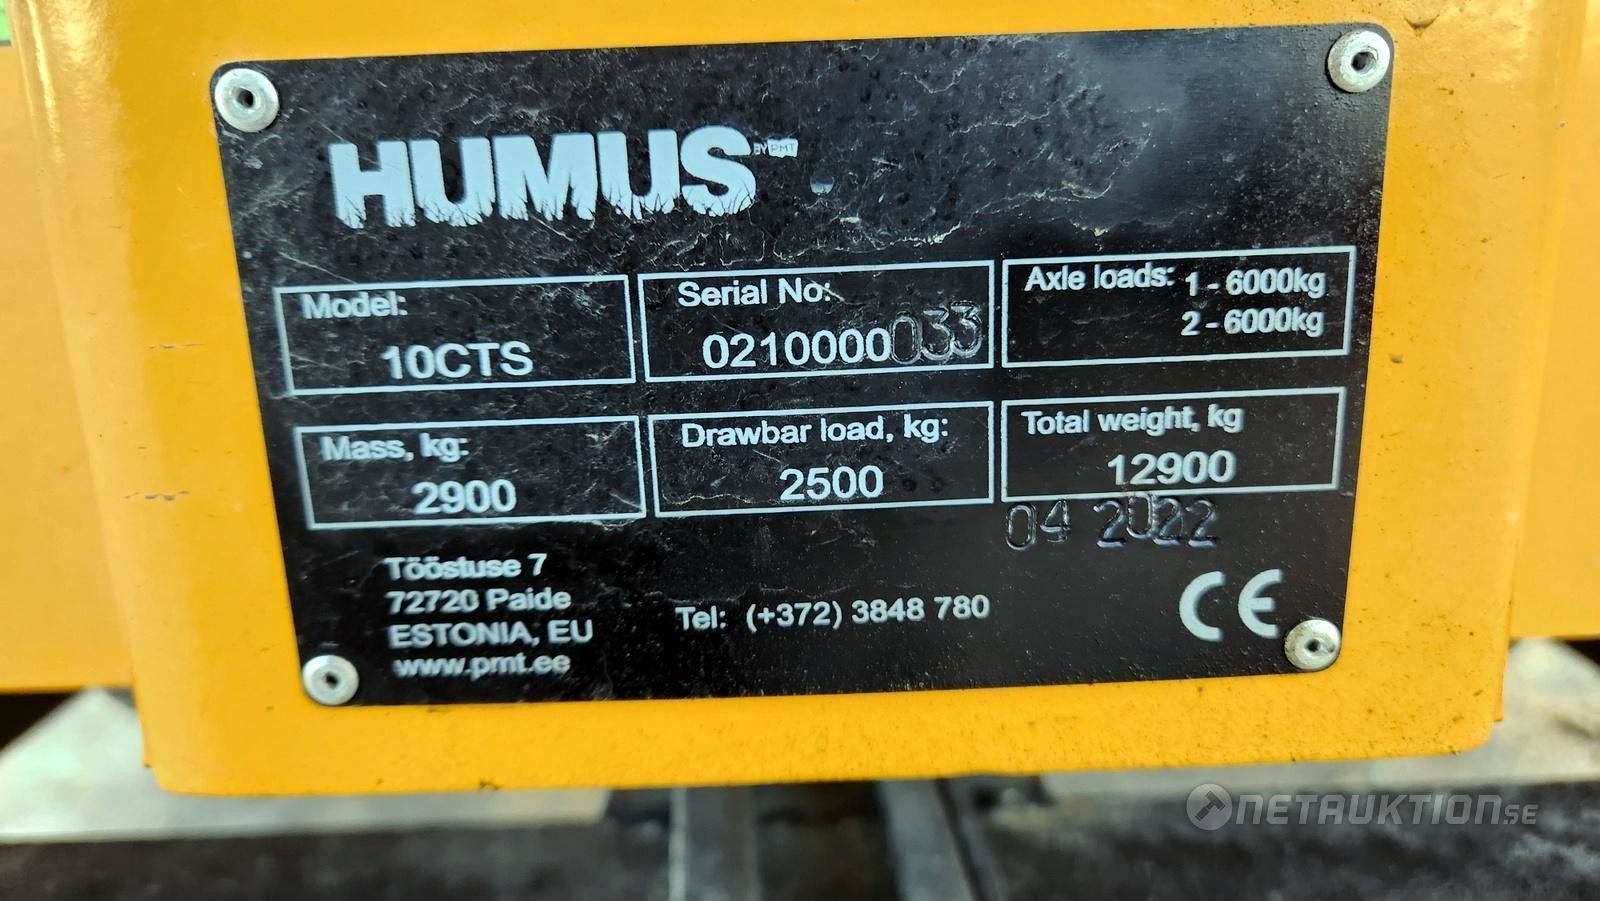 HUMUS BY PMT
Model:
10CTS
Serial No:
0210000033
Axle loads: 1 - 6000kg
2 - 6000kg
Mass, kg:
2900
Drawbar load, kg:
2500
Total weight, kg
12900
04 2022
Tööstuse 7
72720 Paide
ESTONIA, EU
www.pmt.ee
Tel: (+372) 3848 780
CE
NETAUKTION.SE